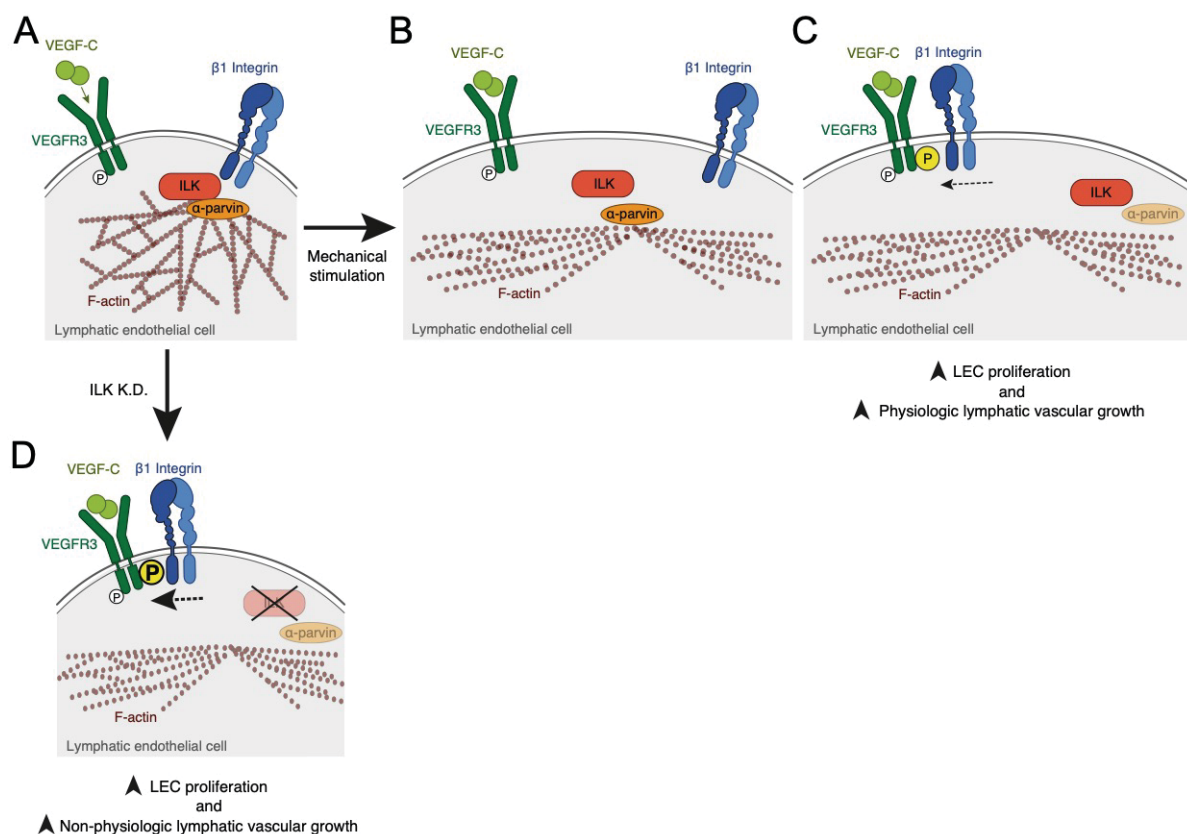 A
VEGF-C
β1 Integrin
VEGFR3
P
ILK
α-parvin
F-actin
Lymphatic endothelial cell
Mechanical
stimulation
B
VEGF-C
β1 Integrin
VEGFR3
P
ILK
α-parvin
F-actin
Lymphatic endothelial cell
C
VEGF-C
β1 Integrin
VEGFR3
P
P
ILK
α-parvin
F-actin
Lymphatic endothelial cell
LEC proliferation
and
Physiologic lymphatic vascular growth
ILK K.D.
D
VEGF-C
β1 Integrin
VEGFR3
P
P
ILK
α-parvin
F-actin
Lymphatic endothelial cell
LEC proliferation
and
Non-physiologic lymphatic vascular growth